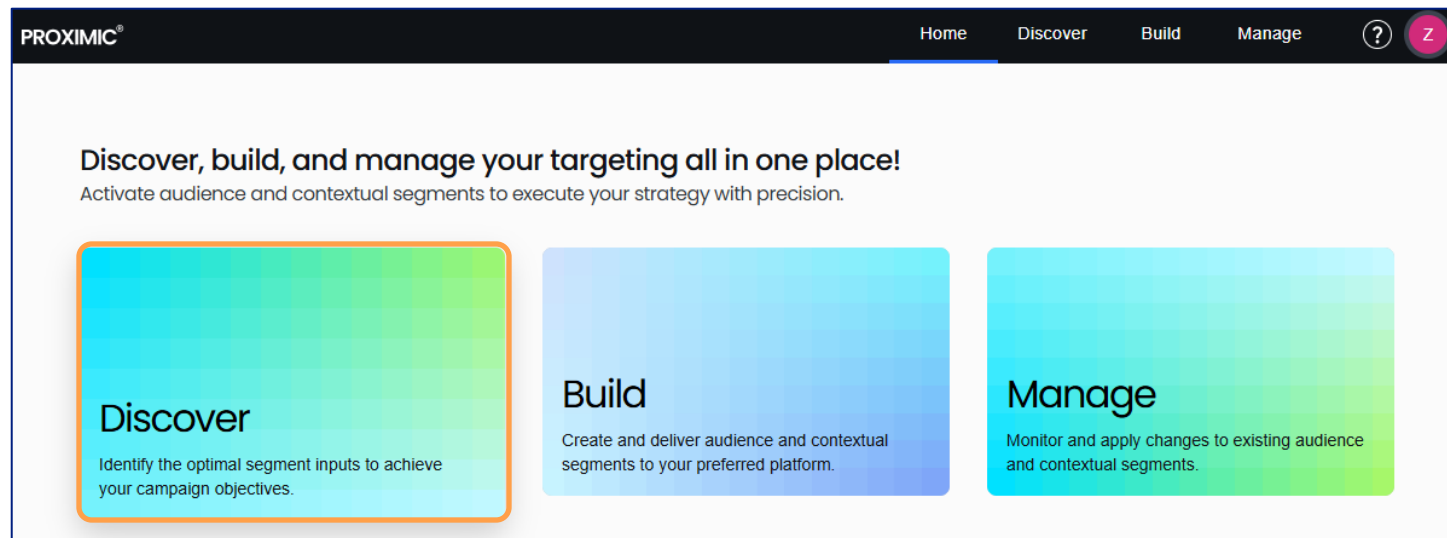 PROXIMIC®
Home Discover Build Manage ? Z
Discover, build, and manage your targeting all in one place!
Activate audience and contextual segments to execute your strategy with precision.
Discover
Identify the optimal segment inputs to achieve
your campaign objectives.
Build
Create and deliver audience and contextual
segments to your preferred platform.
Manage
Monitor and apply changes to existing audience
and contextual segments.